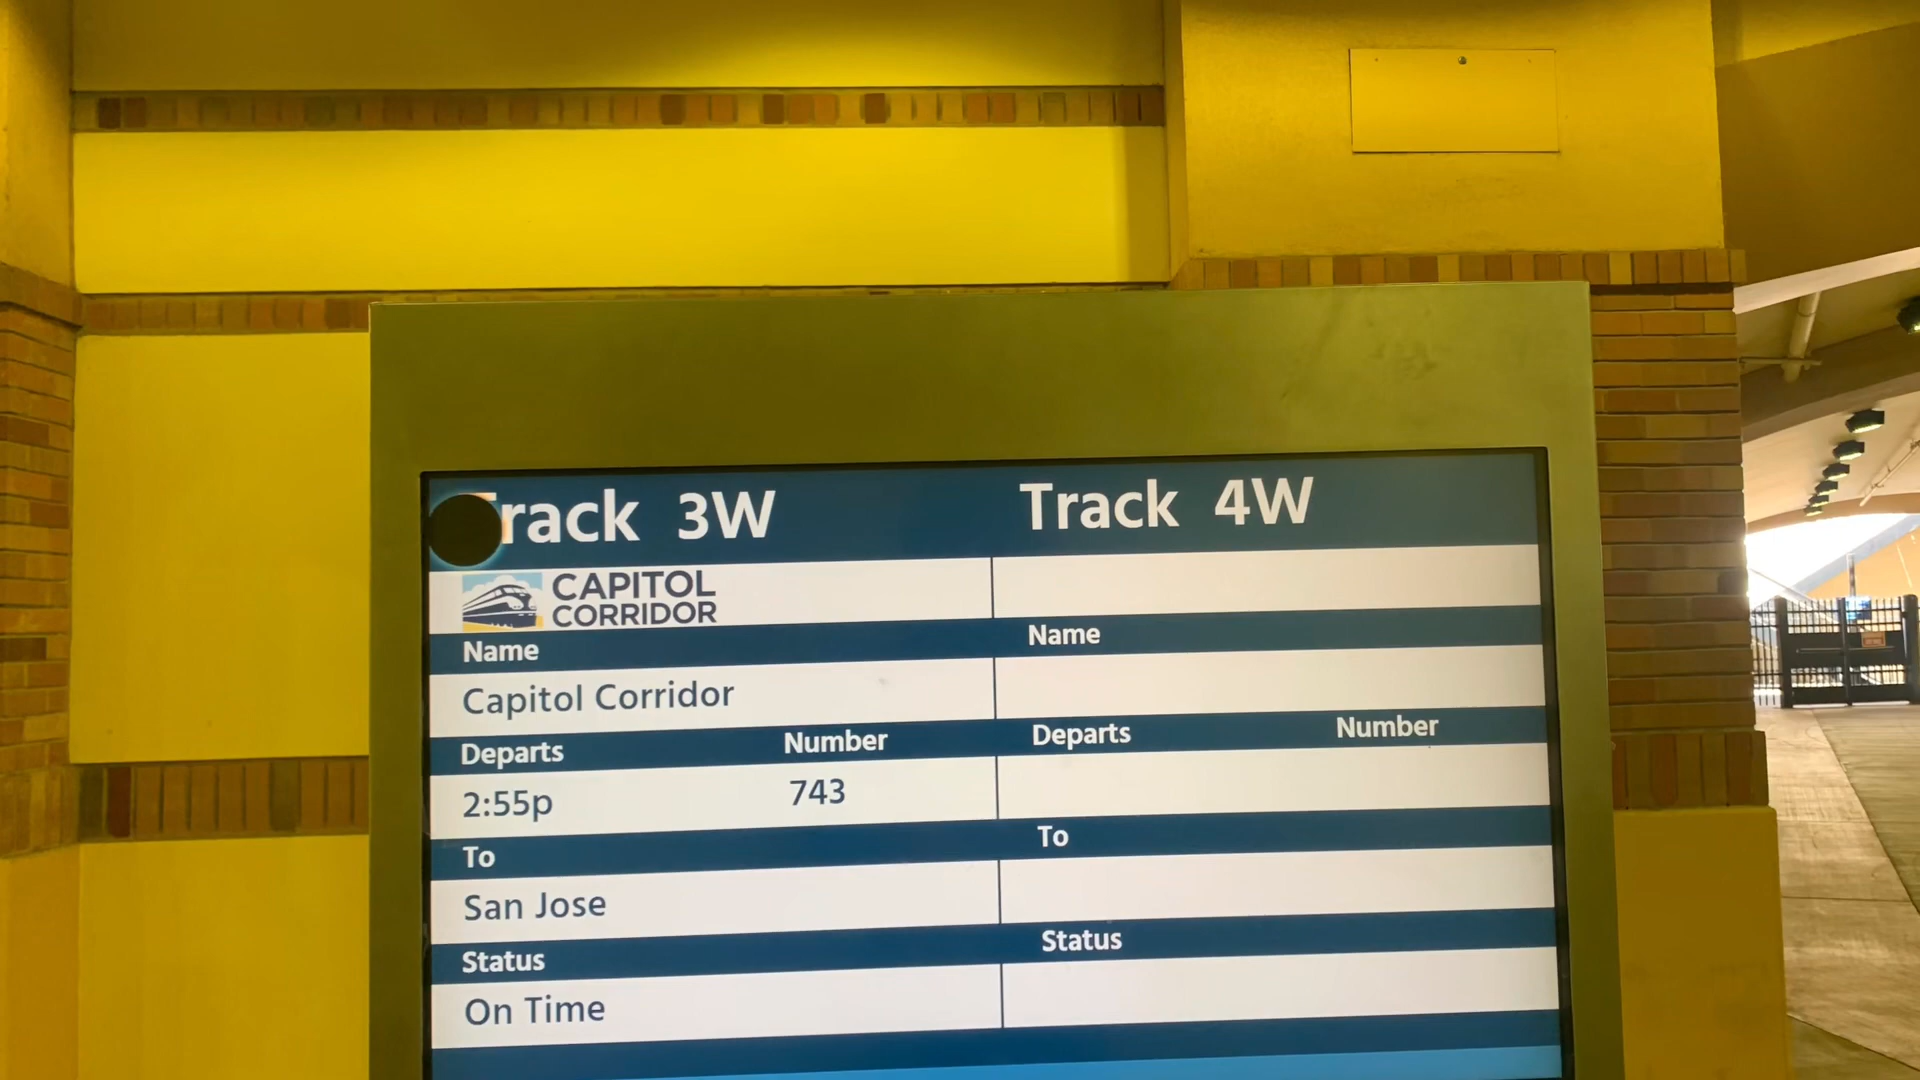 Track 3W
CAPITOL
CORRIDOR
Name
Capitol Corridor
Departs Number
2:55p 743
To
San Jose
Status
On Time
Track 4W
Name
Departs Number
To
Status